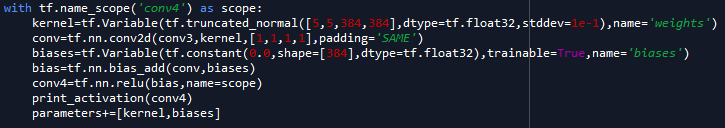 with tf.name_scope('conv4') as scope:
    kernel=tf.Variable(tf.truncated_normal([5,5,384,384],dtype=tf.float32,stddev=1e-1),name='weights')
    conv=tf.nn.conv2d(conv3,kernel,[1,1,1,1],padding='SAME')
    biases=tf.Variable(tf.constant(0.0,shape=[384],dtype=tf.float32),trainable=True,name='biases')
    bias=tf.nn.bias_add(conv,biases)
    conv4=tf.nn.relu(bias,name=scope)
    print_activation(conv4)
    parameters+=[kernel,biases]